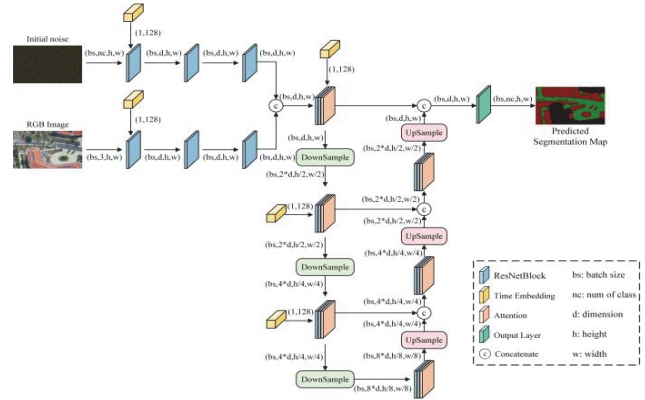 Initial noise
(bs,nc,h,w)
(1,128)
(bs,d,h,w)
(bs,d,h,w)
(bs,d,h,w)
RGB Image
(bs,3,h,w)
(1,128)
(bs,d,h,w)
(bs,d,h,w)
(bs,d,h,w)
c
(bs,d,h,w)
(1,128)
c
(bs,d,h,w)
(bs,nc,h,w)
Predicted
Segmentation Map
(bs,d,h,w)
DownSample
(bs,2*d,h/2,w/2)
(bs,d,h,w)
UpSample
(bs,2*d,h/2,w/2)
(1,128)
(bs,2*d,h/2,w/2)
c
(bs,2*d,h/2,w/2)
UpSample
(bs,4*d,h/4,w/4)
(bs,2*d,h/2,w/2)
DownSample
(bs,4*d,h/4,w/4)
(1,128)
(bs,4*d,h/4,w/4)
c
(bs,4*d,h/4,w/4)
UpSample
(bs,8*d,h/8,w/8)
(bs,4*d,h/4,w/4)
DownSample
(bs,8*d,h/8,w/8)
ResNetBlock
bs: batch size
Time Embedding
nc: num of class
Attention
d: dimension
Output Layer
h: height
c
Concatenate
w: width